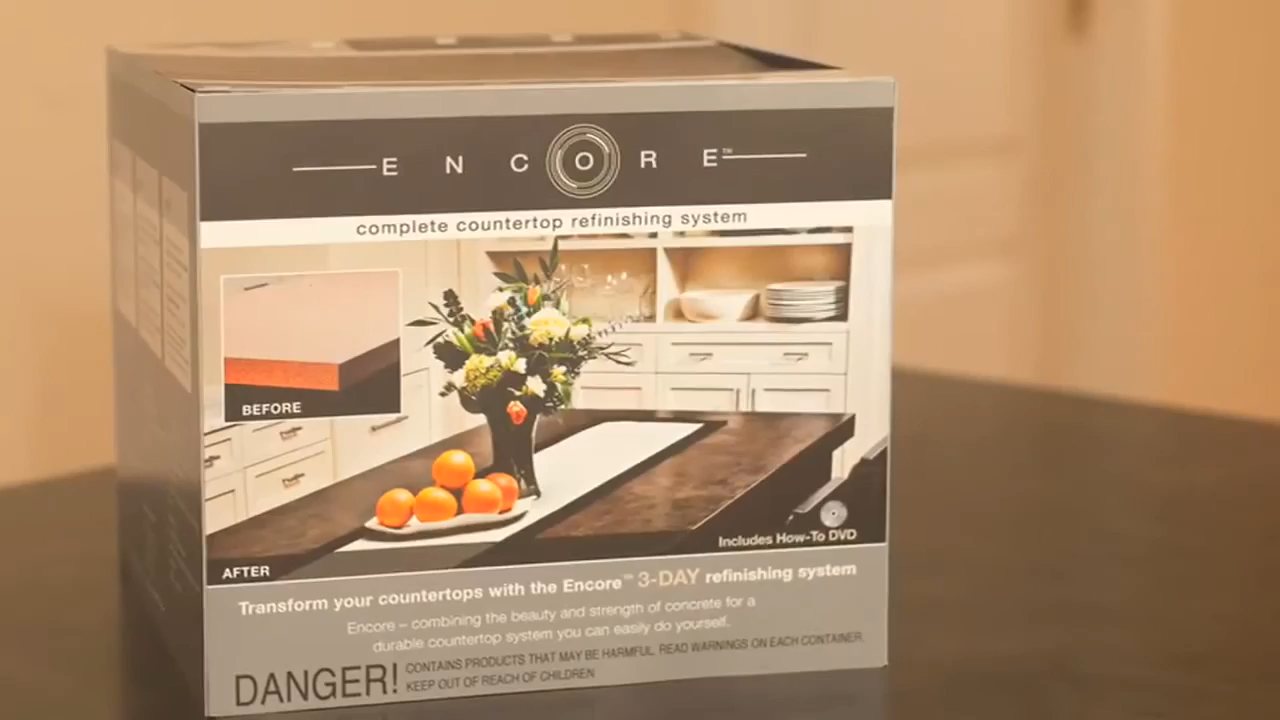 ENCORE™
complete countertop refinishing system
BEFORE
Includes How-To DVD
AFTER
Transform your countertops with the Encore™ 3-DAY refinishing system
Encore – combining the beauty and strength of concrete for a
durable countertop system you can easily do yourself.
DANGER! CONTAINS PRODUCTS THAT MAY BE HARMFUL. READ WARNINGS ON EACH CONTAINER.
KEEP OUT OF REACH OF CHILDREN